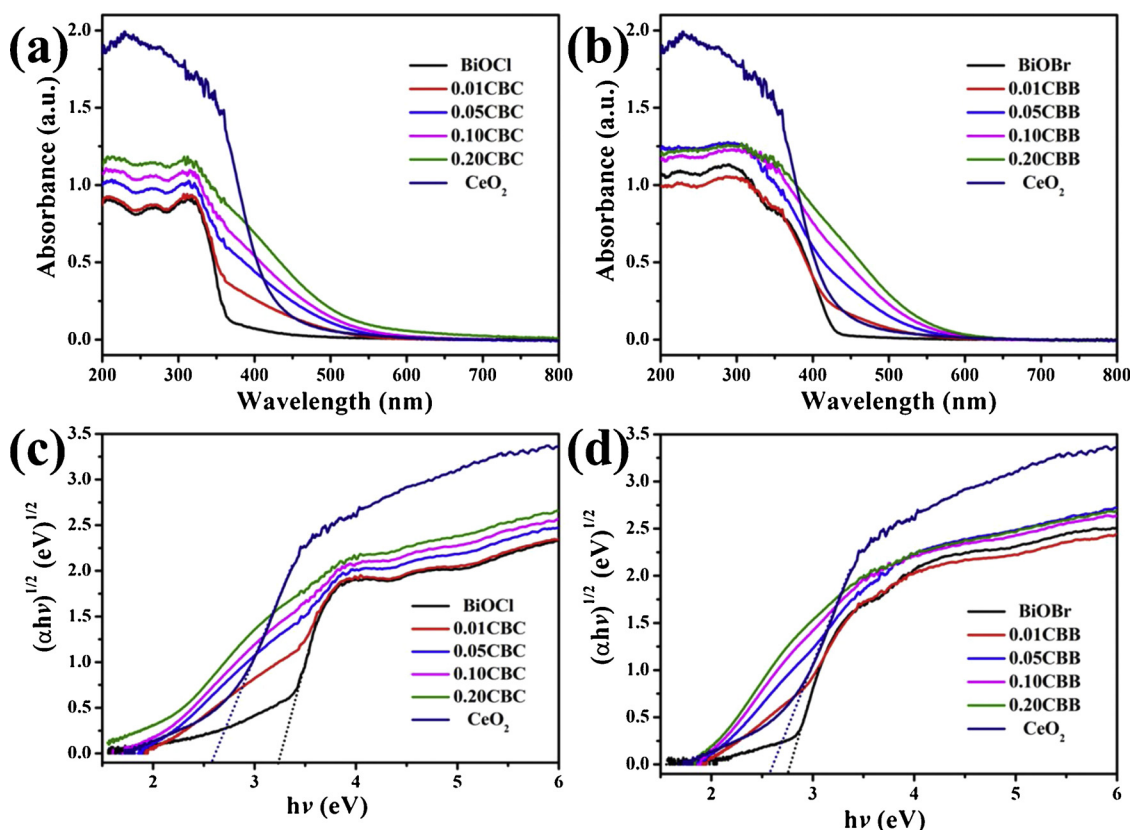 (a)
Absorbance (a.u.)
2.0
1.5
1.0
0.5
0.0
BiOCl
0.01CBC
0.05CBC
0.10CBC
0.20CBC
CeO2
200 300 400 500 600 700 800
Wavelength (nm)
(b)
Absorbance (a.u.)
2.0
1.5
1.0
0.5
0.0
BiOBr
0.01CBB
0.05CBB
0.10CBB
0.20CBB
CeO2
200 300 400 500 600 700 800
Wavelength (nm)
(c)
(αhν)1/2 (eV)1/2
3.5
3.0
2.5
2.0
1.5
1.0
0.5
0.0
BiOCl
0.01CBC
0.05CBC
0.10CBC
0.20CBC
CeO2
2 3 4 5 6
hν (eV)
(d)
(αhν)1/2 (eV)1/2
3.5
3.0
2.5
2.0
1.5
1.0
0.5
0.0
BiOBr
0.01CBB
0.05CBB
0.10CBB
0.20CBB
CeO2
2 3 4 5 6
hν (eV)